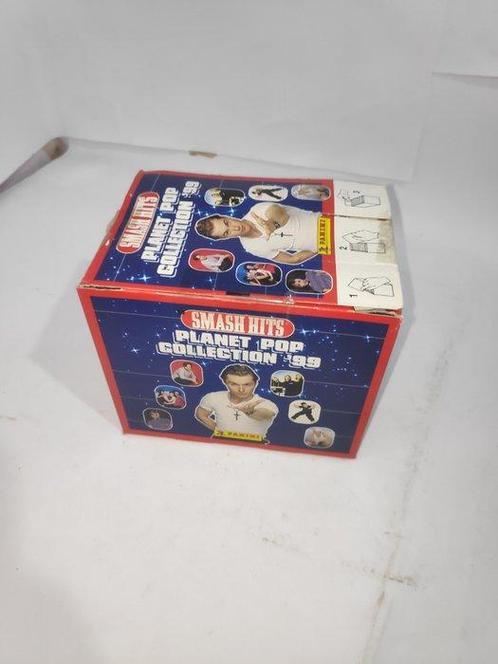 SMASH HITS
PLANET POP
COLLECTION '99
PANINI
1
2
3
SMASH HITS
PLANET POP
COLLECTION '99
PANINI